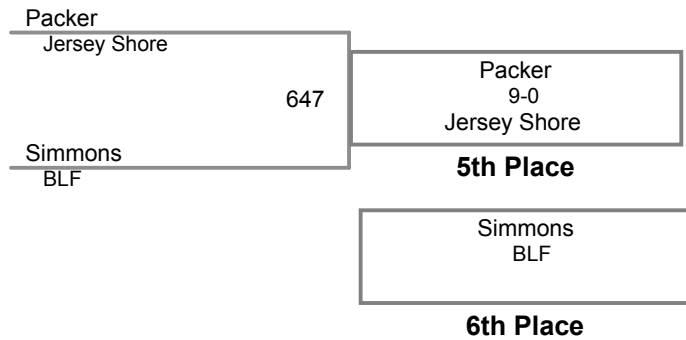 Packer
Jersey Shore
647
Simmons
BLF
Packer
9-0
Jersey Shore
5th Place
Simmons
BLF
6th Place